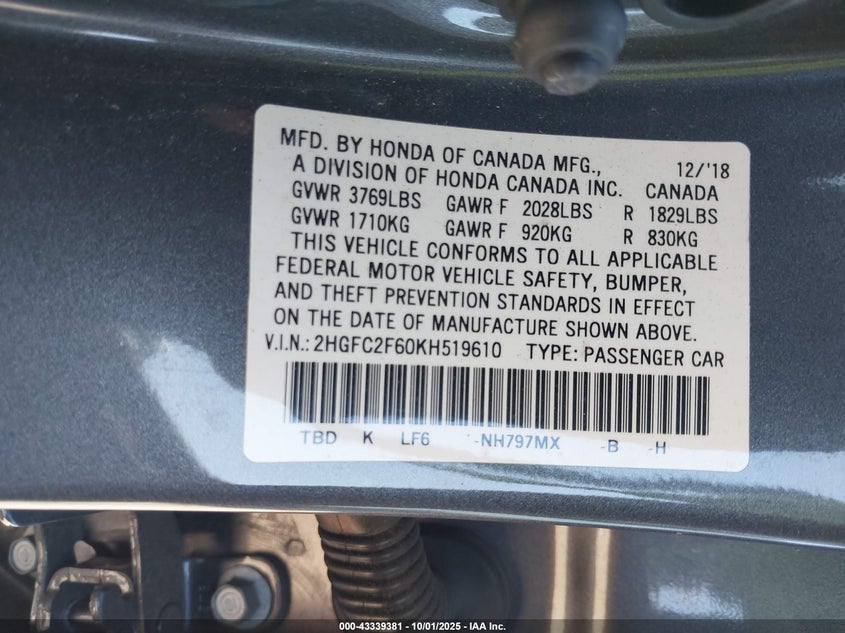 MFD. BY HONDA OF CANADA MFG., 12/'18
A DIVISION OF HONDA CANADA INC. CANADA
GVWR 3769LBS GAWR F 2028LBS R 1829LBS
GVWR 1710KG GAWR F 920KG R 830KG
THIS VEHICLE CONFORMS TO ALL APPLICABLE
FEDERAL MOTOR VEHICLE SAFETY, BUMPER,
AND THEFT PREVENTION STANDARDS IN EFFECT
ON THE DATE OF MANUFACTURE SHOWN ABOVE.
V.I.N.: 2HGFC2F60KH519610 TYPE: PASSENGER CAR
TBD K LF6 -NH797MX -B -H
000-43339381 - 10/01/2025 - IAA Inc.